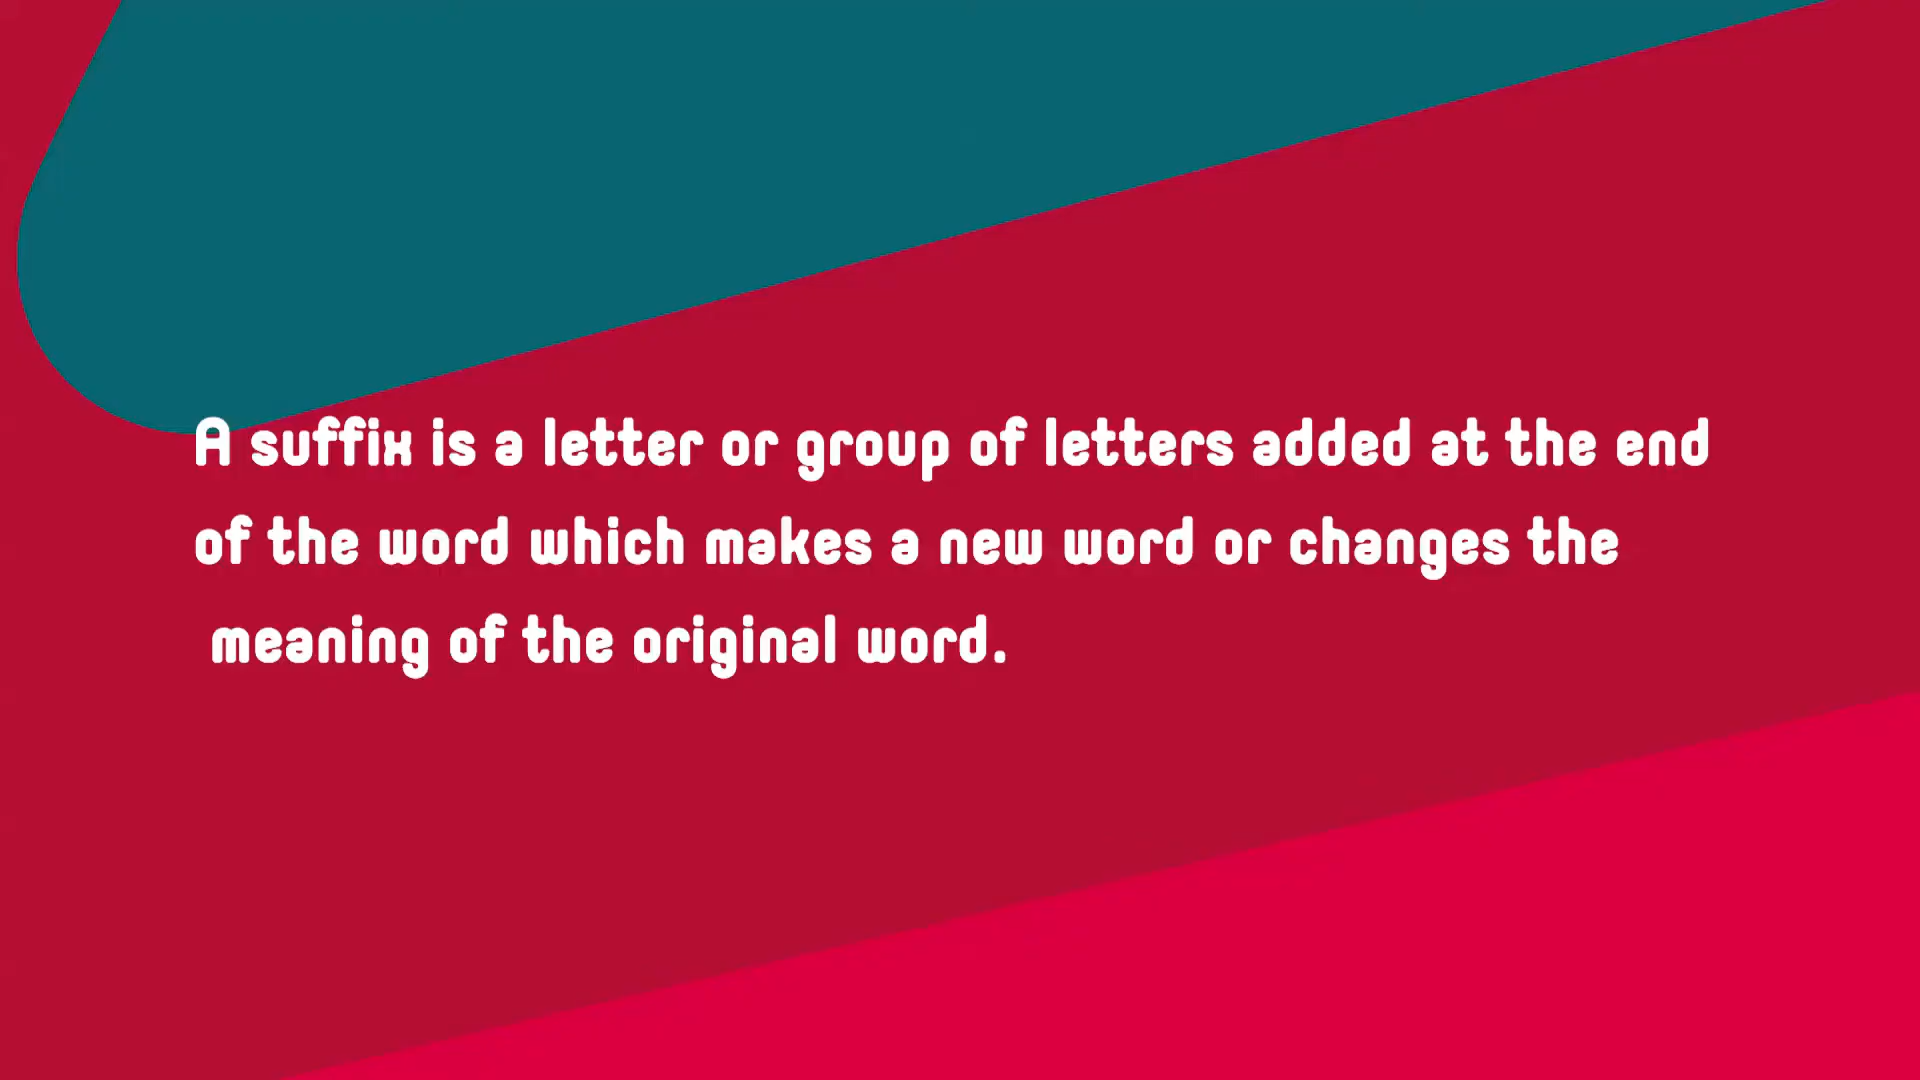 A suffix is a letter or group of letters added at the end
of the word which makes a new word or changes the
meaning of the original word.